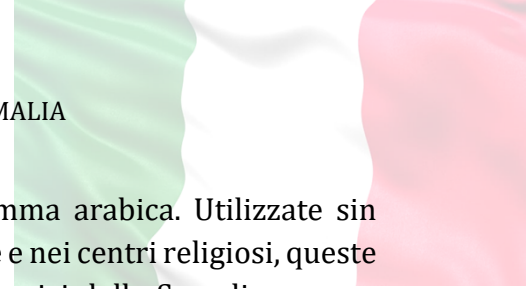 MALIA
mma arabica. Utilizzate sin
e nei centri religiosi, queste